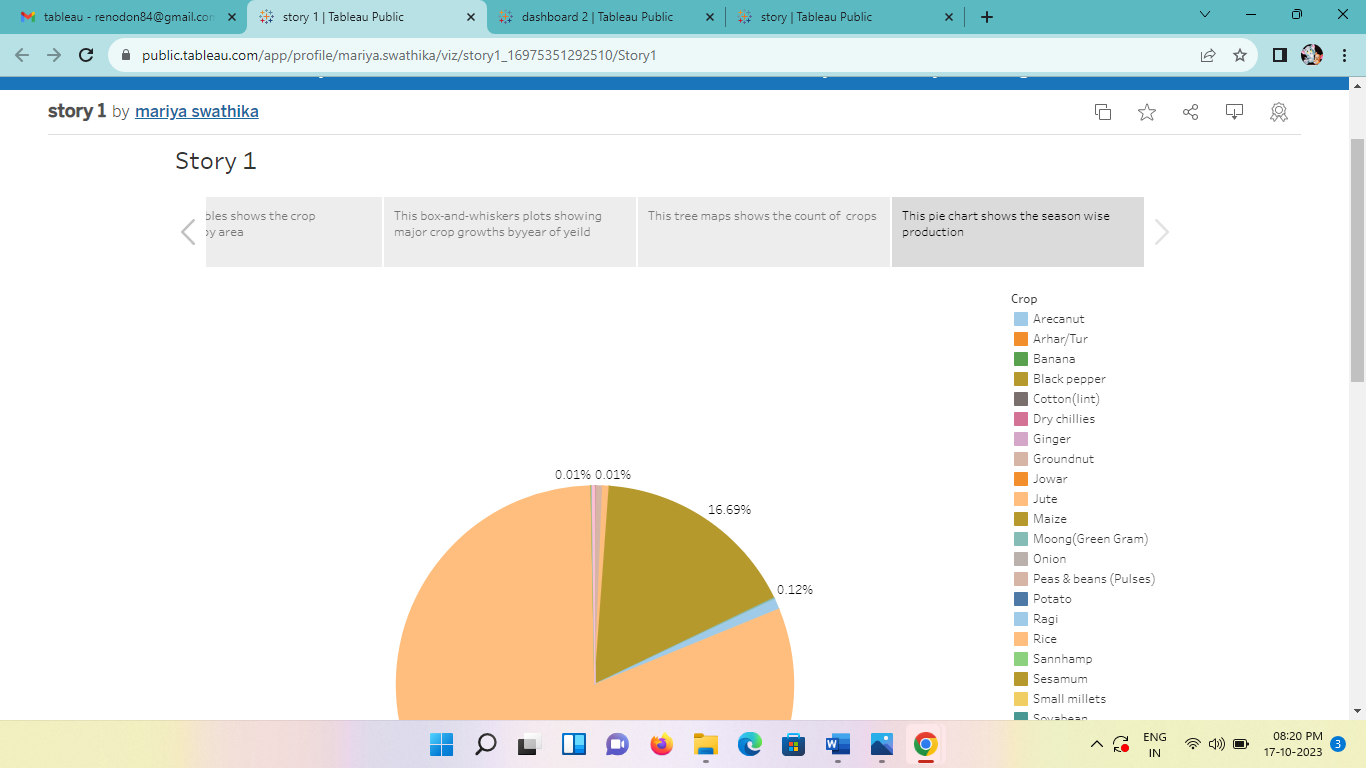 tableau - renodon84@gmail.com
story 1 | Tableau Public
dashboard 2 | Tableau Public
story | Tableau Public
public.tableau.com/app/profile/mariya.swathika/viz/story1_16975351292510/Story1
story 1 by mariya swathika
Story 1
bles shows the crop
by area
This box-and-whiskers plots showing
major crop growths byyear of yeild
This tree maps shows the count of crops
This pie chart shows the season wise
production
Crop
Arecanut
Arhar/Tur
Banana
Black pepper
Cotton(lint)
Dry chillies
Ginger
Groundnut
Jowar
Jute
Maize
Moong(Green Gram)
Onion
Peas & beans (Pulses)
Potato
Ragi
Rice
Sannhamp
Sesamum
Small millets
Soyabean
0.01% 0.01%
16.69%
0.12%
ENG
IN
08:20 PM
17-10-2023
3